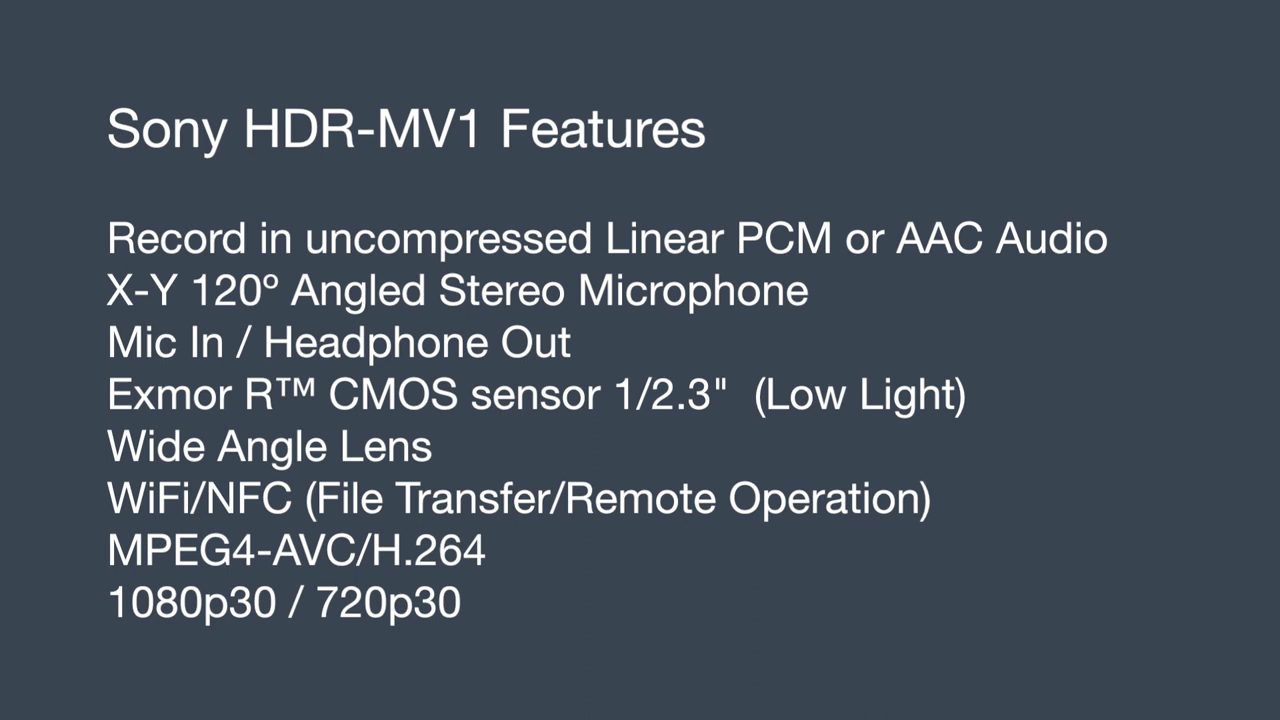 Sony HDR-MV1 Features
Record in uncompressed Linear PCM or AAC Audio
X-Y 120º Angled Stereo Microphone
Mic In / Headphone Out
Exmor R™ CMOS sensor 1/2.3"  (Low Light)
Wide Angle Lens
WiFi/NFC (File Transfer/Remote Operation)
MPEG4-AVC/H.264
1080p30 / 720p30